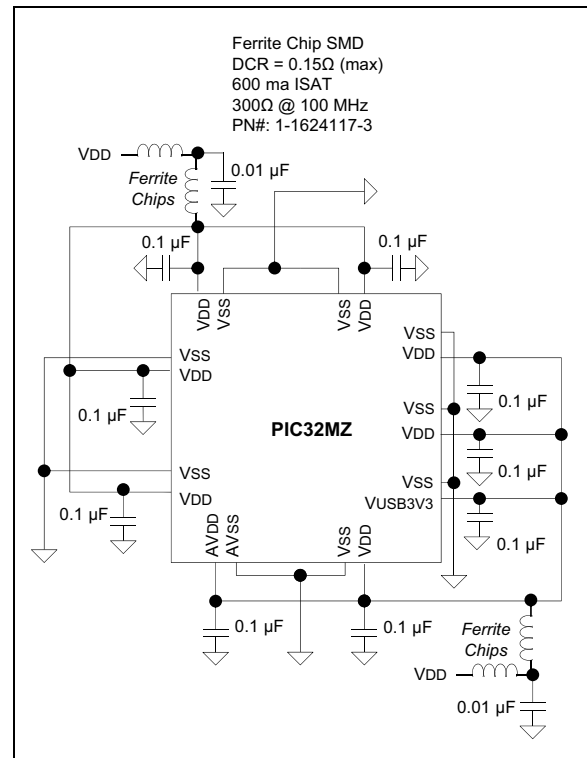 Ferrite Chip SMD
DCR = 0.15Ω (max)
600 ma ISAT
300Ω @ 100 MHz
PN#: 1-1624117-3
VDD
0.01 µF
Ferrite
Chips
0.1 µF
0.1 µF
VDD
VSS
VSS
VDD
VSS
VDD
VSS
VDD
0.1 µF
0.1 µF
VSS
PIC32MZ
VDD
0.1 µF
VSS
VSS
VDD
VUSB3V3
0.1 µF
0.1 µF
AVDD
AVSS
VSS
VDD
0.1 µF
0.1 µF
Ferrite
Chips
VDD
0.01 µF